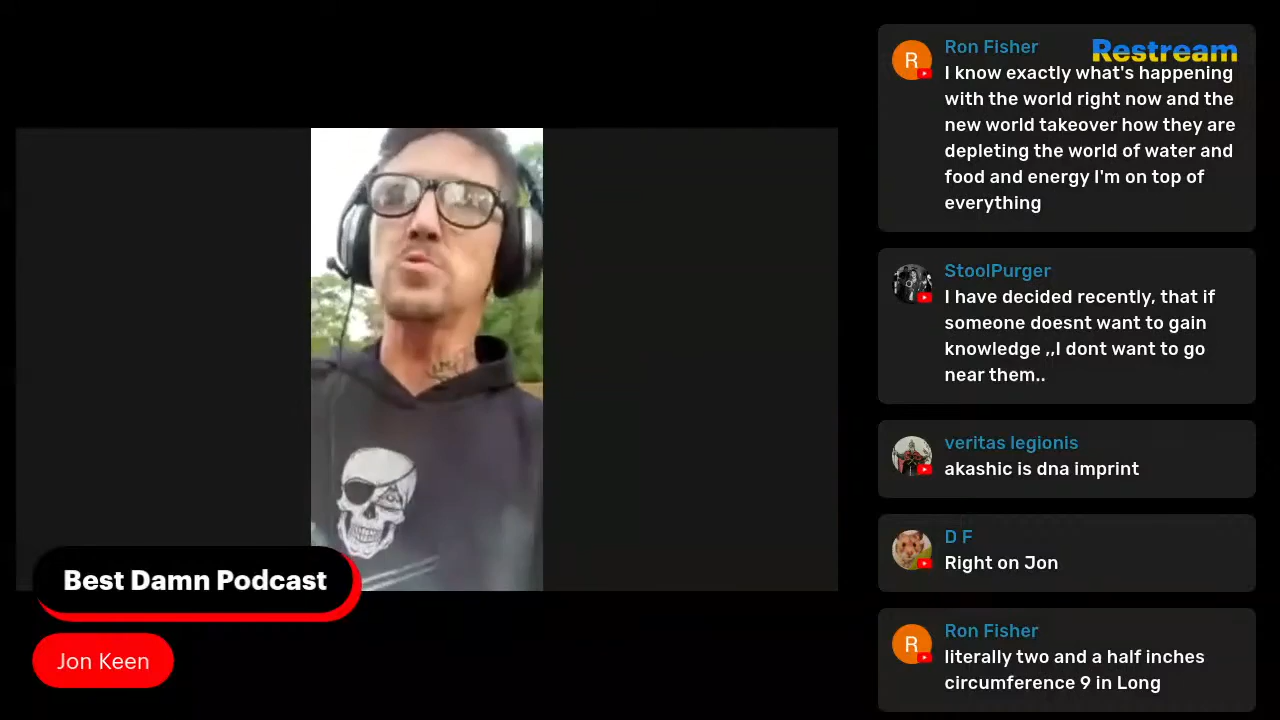 Restream
Ron Fisher
I know exactly what's happening
with the world right now and the
new world takeover how they are
depleting the world of water and
food and energy I'm on top of
everything
StoolPurger
I have decided recently, that if
someone doesnt want to gain
knowledge ,,I dont want to go
near them..
veritas legionis
akashic is dna imprint
D F
Right on Jon
Ron Fisher
literally two and a half inches
circumference 9 in Long
R
R
Best Damn Podcast
Jon Keen